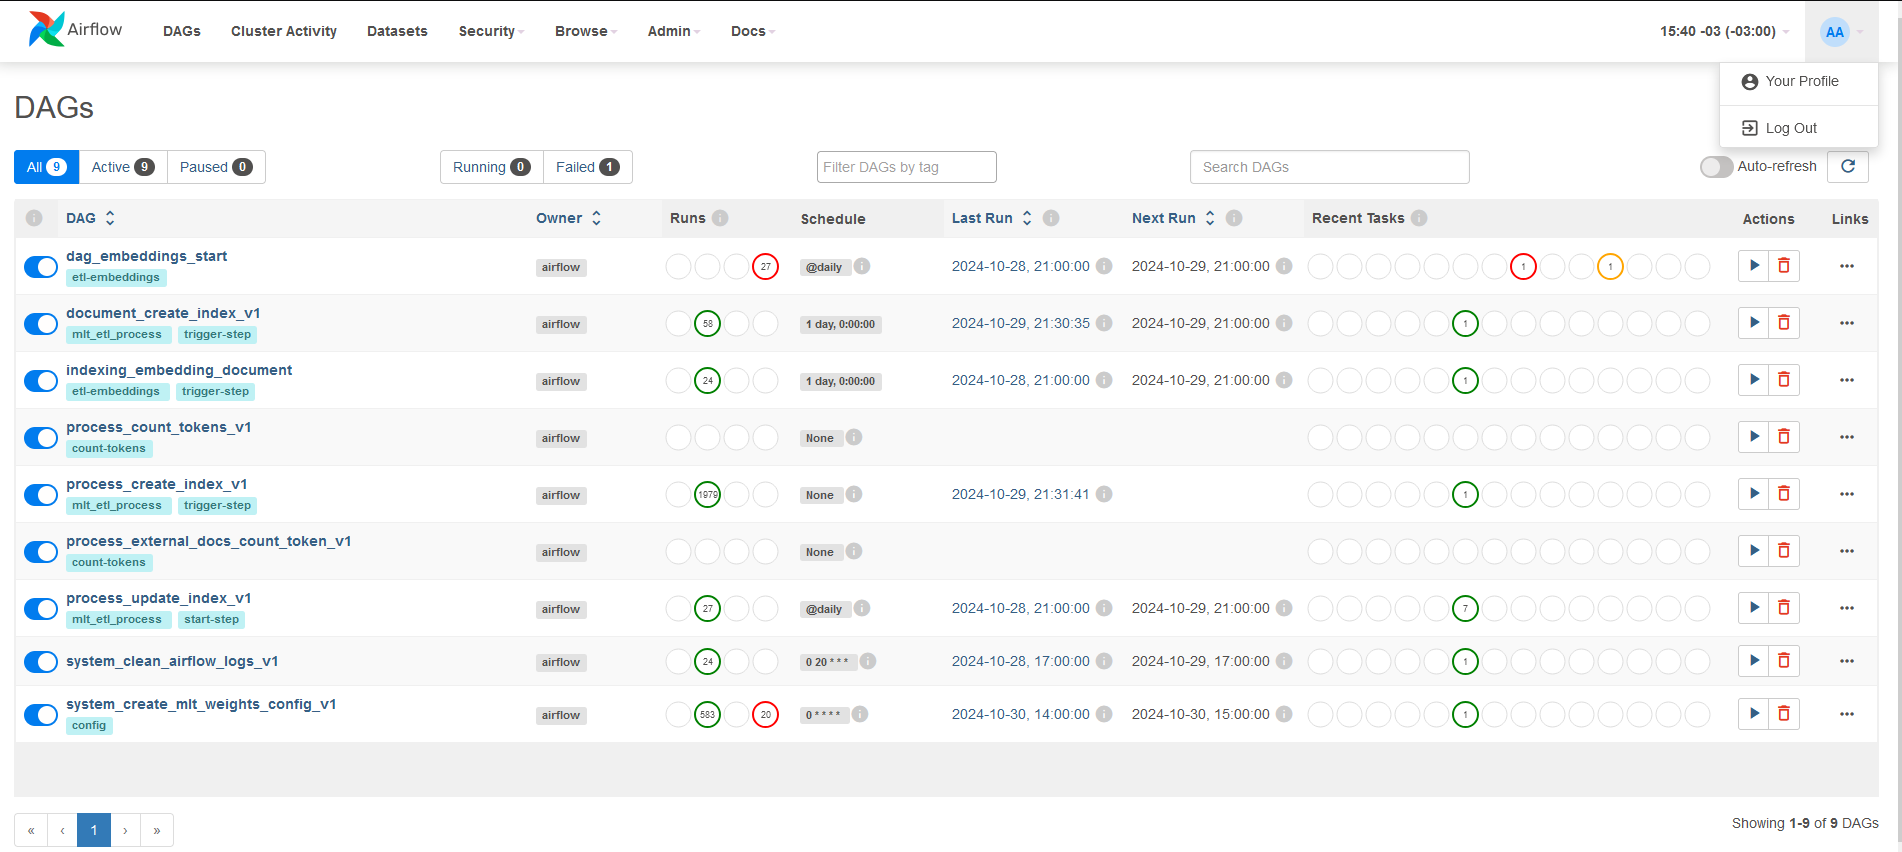 Airflow DAGs Cluster Activity Datasets Security Browse Admin Docs 15:40 -03 (-03:00) AA
Your Profile
Log Out
DAGs
All 9 Active 9 Paused 0 Running 0 Failed 1 Filter DAGs by tag Search DAGs Auto-refresh
DAG Owner Runs Schedule Last Run Next Run Recent Tasks Actions Links
dag_embeddings_start
etl-embeddings
airflow 27 @daily 2024-10-28, 21:00:00 2024-10-29, 21:00:00 1 1
document_create_index_v1
mlt_etl_process trigger-step
airflow 58 1 day, 0:00:00 2024-10-29, 21:30:35 2024-10-29, 21:00:00 1
indexing_embedding_document
etl-embeddings trigger-step
airflow 24 1 day, 0:00:00 2024-10-28, 21:00:00 2024-10-29, 21:00:00 1
process_count_tokens_v1
count-tokens
airflow None
process_create_index_v1
mlt_etl_process trigger-step
airflow 1979 None 2024-10-29, 21:31:41 1
process_external_docs_count_token_v1
count-tokens
airflow None
process_update_index_v1
mlt_etl_process start-step
airflow 27 @daily 2024-10-28, 21:00:00 2024-10-29, 21:00:00 7
system_clean_airflow_logs_v1 airflow 24 0 20 * * * 2024-10-28, 17:00:00 2024-10-29, 17:00:00 1
system_create_mlt_weights_config_v1
config
airflow 583 20 0 * * * * 2024-10-30, 14:00:00 2024-10-30, 15:00:00 1
« ‹ 1 › »
Showing 1-9 of 9 DAGs